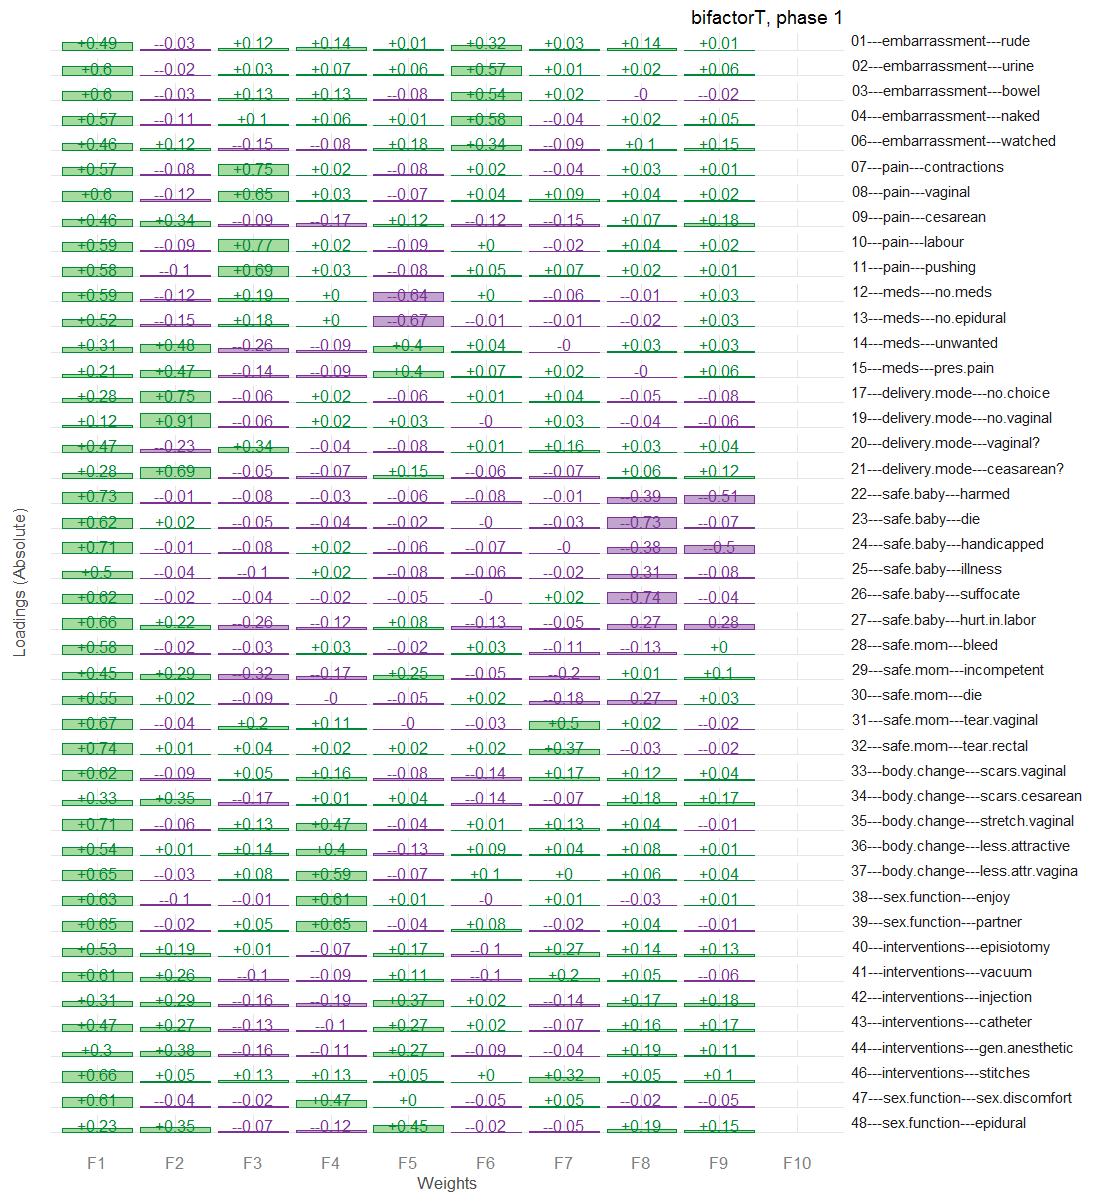 bifactorT, phase 1
+0.49 --0.03 +0.12 +0.14 +0.01 +0.32 +0.03 +0.14 +0.01 01---embarrassment---rude
+0.6 --0.02 +0.03 +0.07 +0.06 +0.57 +0.01 +0.02 +0.06 02---embarrassment---urine
+0.6 --0.03 +0.13 +0.13 --0.08 +0.54 +0.02 -0 --0.02 03---embarrassment---bowel
+0.57 --0.11 +0.1 +0.06 +0.01 +0.58 --0.04 +0.02 +0.05 04---embarrassment---naked
+0.46 +0.12 --0.15 --0.08 +0.18 +0.34 --0.09 +0.1 +0.15 06---embarrassment---watched
+0.57 --0.08 +0.75 +0.02 --0.08 +0.02 --0.04 +0.03 +0.01 07---pain---contractions
+0.6 --0.12 +0.65 +0.03 --0.07 +0.04 +0.09 +0.04 +0.02 08---pain---vaginal
+0.46 +0.34 --0.09 --0.17 +0.12 --0.12 --0.15 +0.07 +0.18 09---pain---cesarean
+0.59 --0.09 +0.77 +0.02 --0.09 +0 --0.02 +0.04 +0.02 10---pain---labour
+0.58 --0.1 +0.69 +0.03 --0.08 +0.05 +0.07 +0.02 +0.01 11---pain---pushing
+0.59 --0.12 +0.19 +0 --0.64 +0 --0.06 --0.01 +0.03 12---meds---no.meds
+0.52 --0.15 +0.18 +0 --0.67 --0.01 --0.01 --0.02 +0.03 13---meds---no.epidural
+0.31 +0.48 --0.26 --0.09 +0.4 +0.04 -0 +0.03 +0.03 14---meds---unwanted
+0.21 +0.47 --0.14 --0.09 +0.4 +0.07 +0.02 -0 +0.06 15---meds---pres.pain
+0.28 +0.75 --0.06 +0.02 --0.06 +0.01 +0.04 --0.05 --0.08 17---delivery.mode---no.choice
+0.12 +0.91 --0.06 +0.02 +0.03 -0 +0.03 --0.04 --0.06 19---delivery.mode---no.vaginal
+0.47 --0.23 +0.34 --0.04 --0.08 +0.01 +0.16 +0.03 +0.04 20---delivery.mode---vaginal?
+0.28 +0.69 --0.05 --0.07 +0.15 --0.06 --0.07 +0.06 +0.12 21---delivery.mode---ceasarean?
+0.73 --0.01 --0.08 --0.03 --0.06 --0.08 --0.01 --0.39 --0.51 22---safe.baby---harmed
+0.62 +0.02 --0.05 --0.04 --0.02 -0 --0.03 --0.73 --0.07 23---safe.baby---die
+0.71 --0.01 --0.08 +0.02 --0.06 --0.07 -0 --0.38 --0.5 24---safe.baby---handicapped
+0.5 --0.04 --0.1 +0.02 --0.08 --0.06 --0.02 --0.31 --0.08 25---safe.baby---illness
+0.62 --0.02 --0.04 --0.02 --0.06 -0 +0.02 --0.74 --0.04 26---safe.baby---suffocate
+0.66 +0.22 --0.26 --0.12 +0.08 --0.13 --0.05 --0.27 --0.28 27---safe.baby---hurt.in.labor
+0.58 --0.02 --0.03 +0.03 --0.02 +0.03 --0.11 --0.13 +0 28---safe.mom---bleed
+0.45 +0.29 --0.32 --0.17 +0.25 --0.05 --0.2 +0.01 +0.1 29---safe.mom---incompetent
+0.55 +0.02 --0.09 -0 --0.05 +0.02 --0.18 --0.27 +0.03 30---safe.mom---die
+0.67 --0.04 +0.2 +0.11 -0 --0.03 +0.5 +0.02 --0.02 31---safe.mom---tear.vaginal
+0.74 +0.01 +0.04 +0.02 +0.02 +0.02 +0.37 --0.03 --0.02 32---safe.mom---tear.rectal
+0.62 --0.09 +0.05 +0.16 --0.08 --0.14 +0.17 +0.12 +0.04 33---body.change---scars.vaginal
+0.33 +0.35 --0.17 +0.01 +0.04 --0.14 --0.07 +0.18 +0.17 34---body.change---scars.cesarean
+0.71 --0.06 +0.13 +0.47 --0.04 +0.01 +0.13 +0.04 --0.01 35---body.change---stretch.vaginal
+0.54 +0.01 +0.14 +0.4 --0.13 +0.09 +0.04 +0.08 +0.01 36---body.change---less.attractive
+0.65 --0.03 +0.08 +0.59 --0.07 +0.1 +0 +0.06 +0.04 37---body.change---less.attr.vagina
+0.63 --0.1 --0.01 +0.61 +0.01 -0 +0.01 --0.03 +0.01 38---sex.function---enjoy
+0.65 --0.02 +0.05 +0.65 --0.04 +0.08 --0.02 +0.04 --0.01 39---sex.function---partner
+0.53 +0.19 +0.01 --0.07 +0.17 --0.1 +0.27 +0.14 +0.13 40---interventions---episiotomy
+0.61 +0.26 --0.1 --0.09 +0.11 --0.1 +0.2 +0.05 --0.06 41---interventions---vacuum
+0.31 +0.29 --0.16 --0.19 +0.37 +0.02 --0.14 +0.17 +0.18 42---interventions---injection
+0.47 +0.27 --0.13 --0.1 +0.27 +0.02 --0.07 +0.16 +0.17 43---interventions---catheter
+0.3 +0.38 --0.16 --0.11 +0.27 --0.09 --0.04 +0.19 +0.11 44---interventions---gen.anesthetic
+0.66 +0.05 +0.13 +0.13 +0.05 +0 +0.32 +0.05 +0.1 46---interventions---stitches
+0.61 --0.04 --0.02 +0.47 +0 --0.05 +0.05 --0.02 --0.05 47---sex.function---sex.discomfort
+0.23 +0.35 --0.07 --0.12 +0.45 --0.02 --0.05 +0.19 +0.15 48---sex.function---epidural
F1 F2 F3 F4 F5 F6 F7 F8 F9 F10
Weights
Loadings (Absolute)